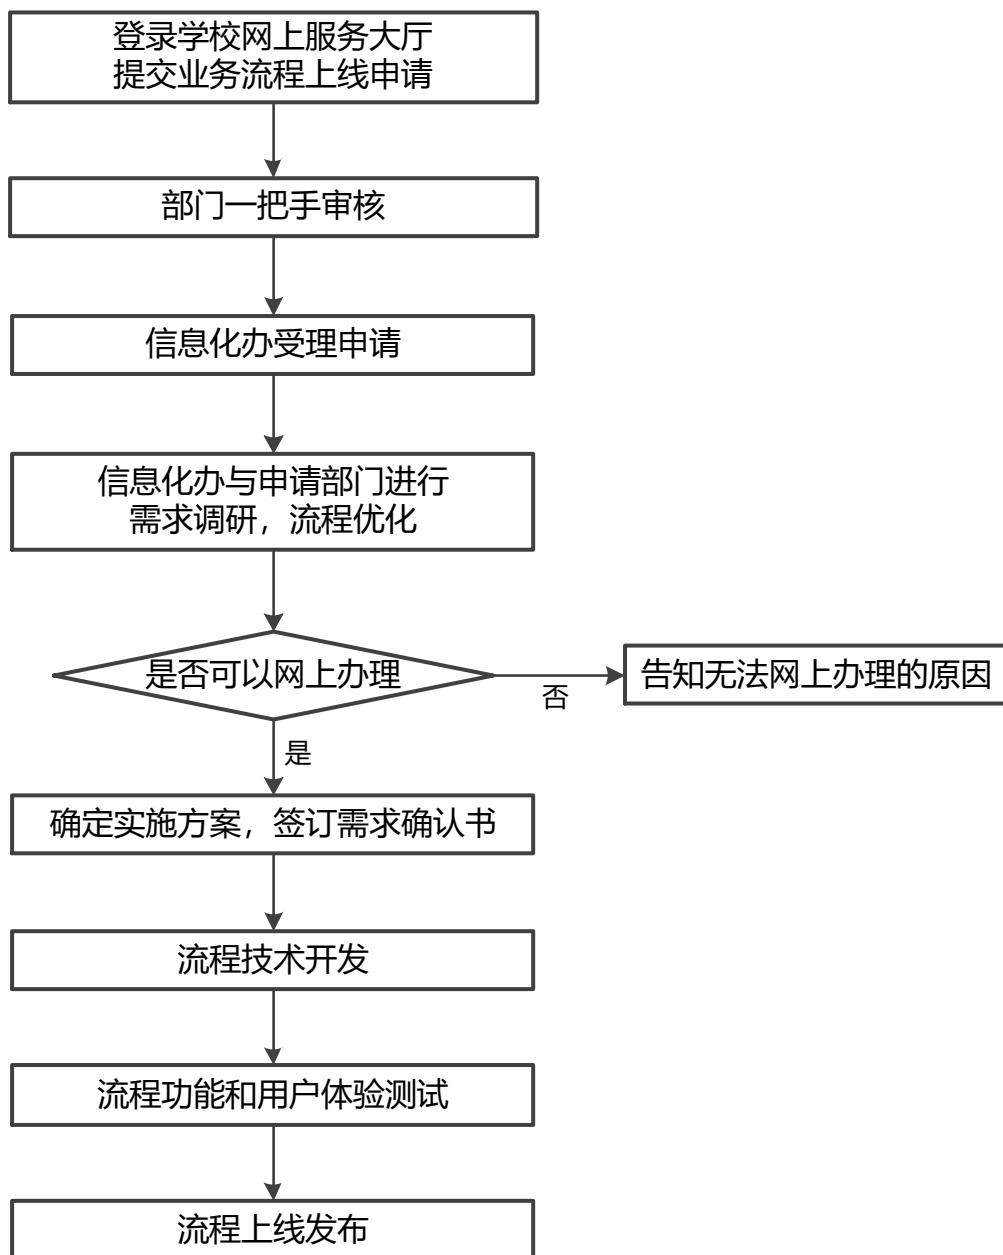 登录学校网上服务大厅
提交业务流程上线申请
部门一把手审核
信息化办受理申请
信息化办与申请部门进行
需求调研，流程优化
是否可以网上办理
否
告知无法网上办理的原因
是
确定实施方案，签订需求确认书
流程技术开发
流程功能和用户体验测试
流程上线发布